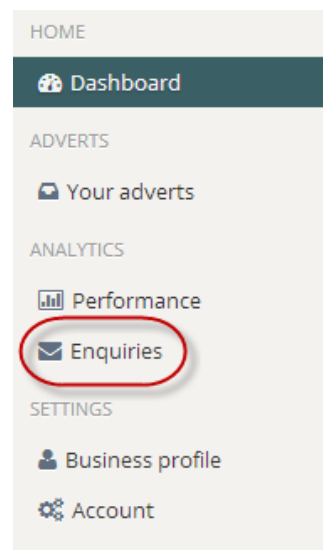 HOME
Dashboard
ADVERTS
Your adverts
ANALYTICS
Performance
Enquiries
SETTINGS
Business profile
Account